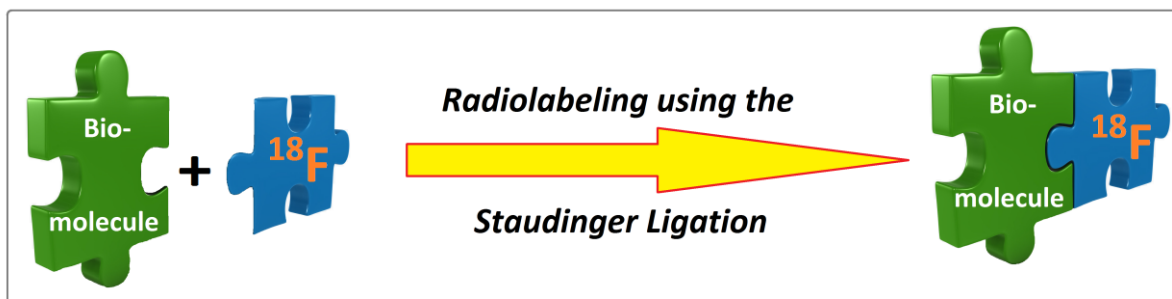 Bio-
molecule
+
18F
Radiolabeling using the
Staudinger Ligation
Bio-
molecule
18F